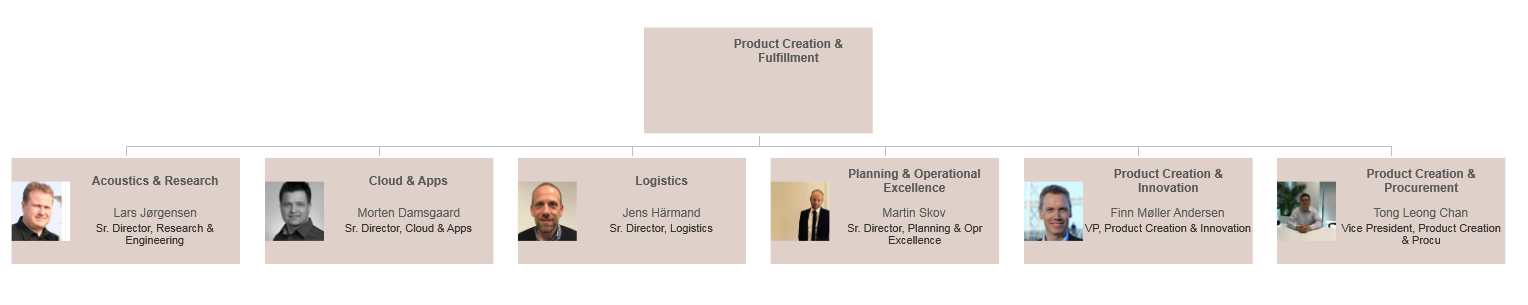 Product Creation &
Fulfillment
Acoustics & Research
Lars Jørgensen
Sr. Director, Research &
Engineering
Cloud & Apps
Morten Damsgaard
Sr. Director, Cloud & Apps
Logistics
Jens Härmand
Sr. Director, Logistics
Planning & Operational
Excellence
Martin Skov
Sr. Director, Planning & Opr
Excellence
Product Creation &
Innovation
Finn Møller Andersen
VP, Product Creation & Innovation
Product Creation &
Procurement
Tong Leong Chan
Vice President, Product Creation
& Procu